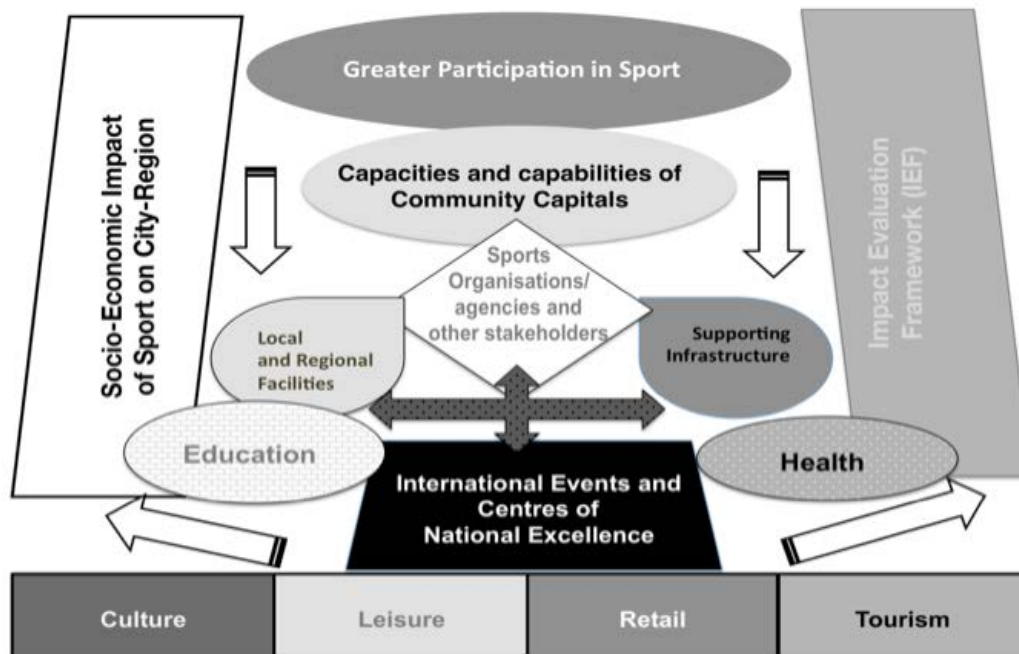 Greater Participation in Sport
Socio-Economic Impact
of Sport on City-Region
Impact Evaluation
Framework (IEF)
Capacities and capabilities of
Community Capitals
Sports
Organisations/
agencies and
other stakeholders
Local
and Regional
Facilities
Supporting
Infrastructure
Education
Health
International Events and
Centres of
National Excellence
Culture
Leisure
Retail
Tourism